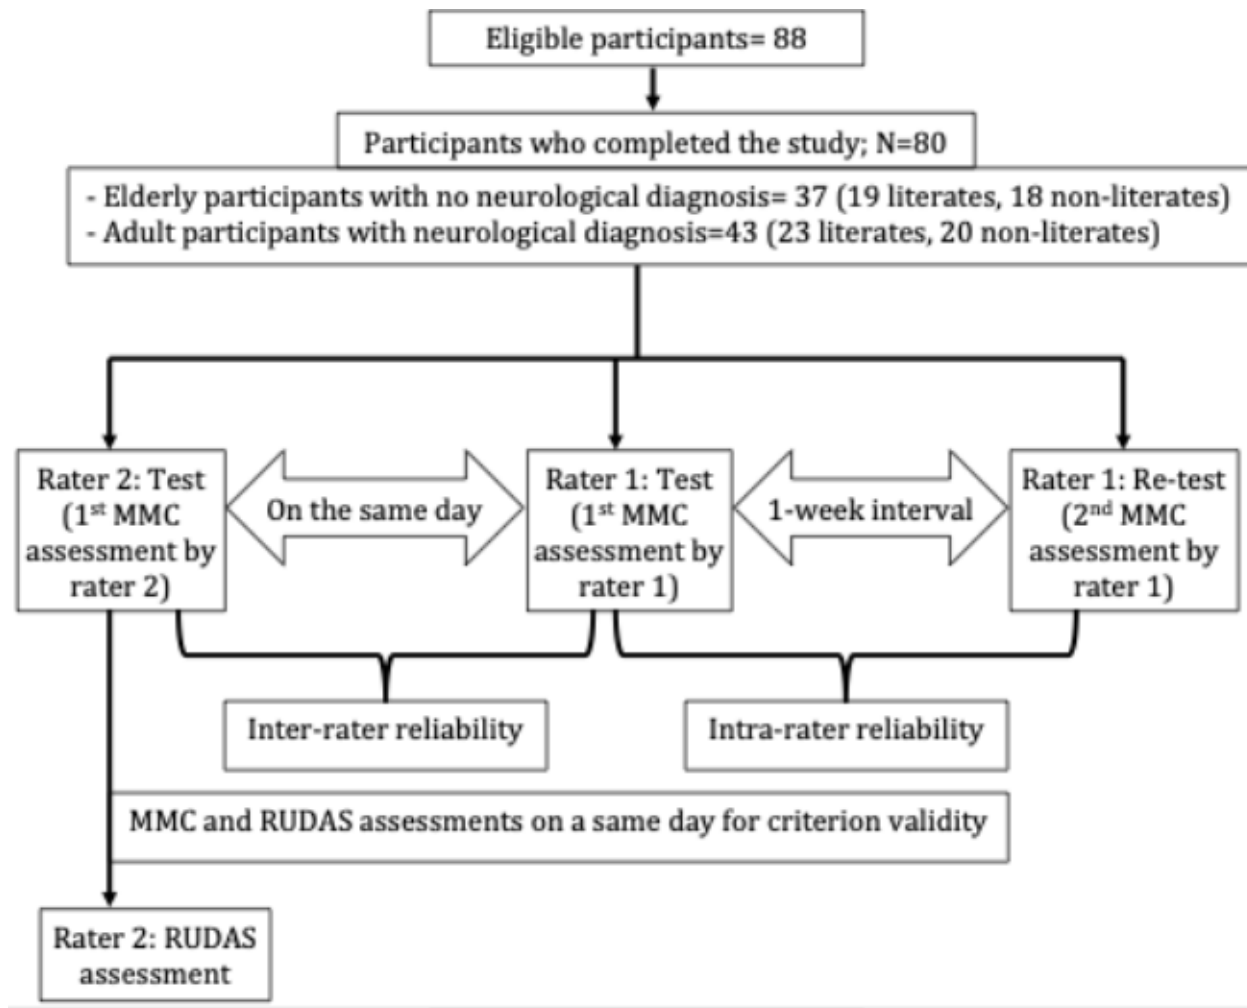 Eligible participants= 88
Participants who completed the study; N=80
- Elderly participants with no neurological diagnosis= 37 (19 literates, 18 non-literates)
- Adult participants with neurological diagnosis=43 (23 literates, 20 non-literates)
Rater 2: Test
(1st MMC
assessment by
rater 2)
On the same day
Rater 1: Test
(1st MMC
assessment by
rater 1)
1-week interval
Rater 1: Re-test
(2nd MMC
assessment by
rater 1)
Inter-rater reliability
Intra-rater reliability
MMC and RUDAS assessments on a same day for criterion validity
Rater 2: RUDAS
assessment